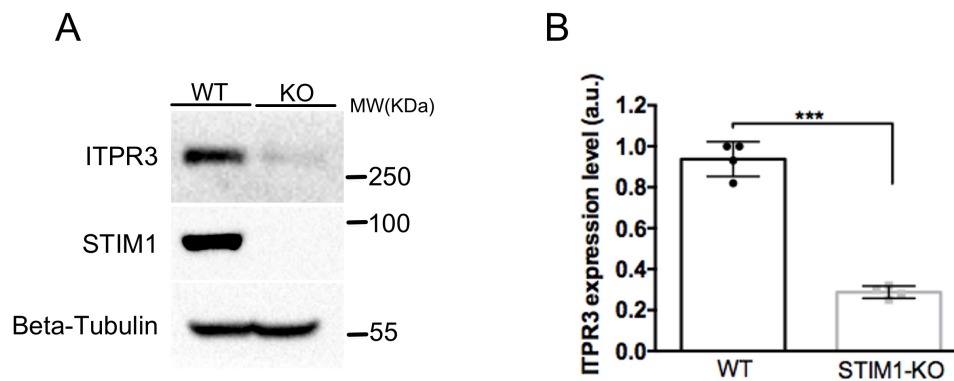 A
WT KO MW(KDa)
ITPR3
250
100
STIM1
Beta-Tubulin
55
B
ITPR3 expression level (a.u.)
1.2
1.0
0.8
0.6
0.4
0.2
0.0
***
WT STIM1-KO